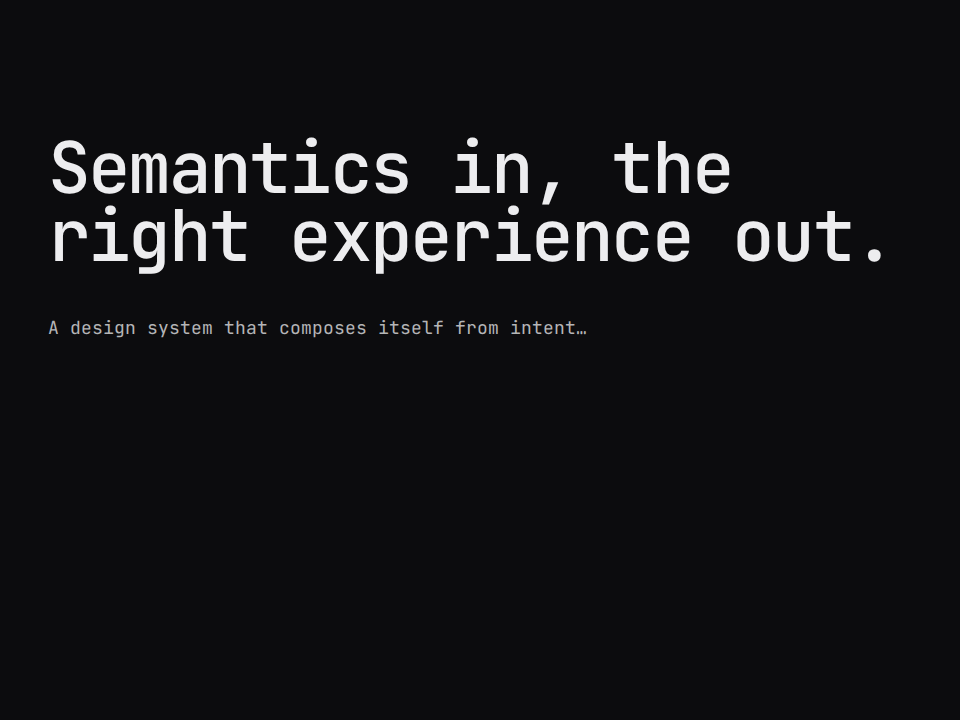 Semantics in, the
right experience out.
A design system that composes itself from intent…